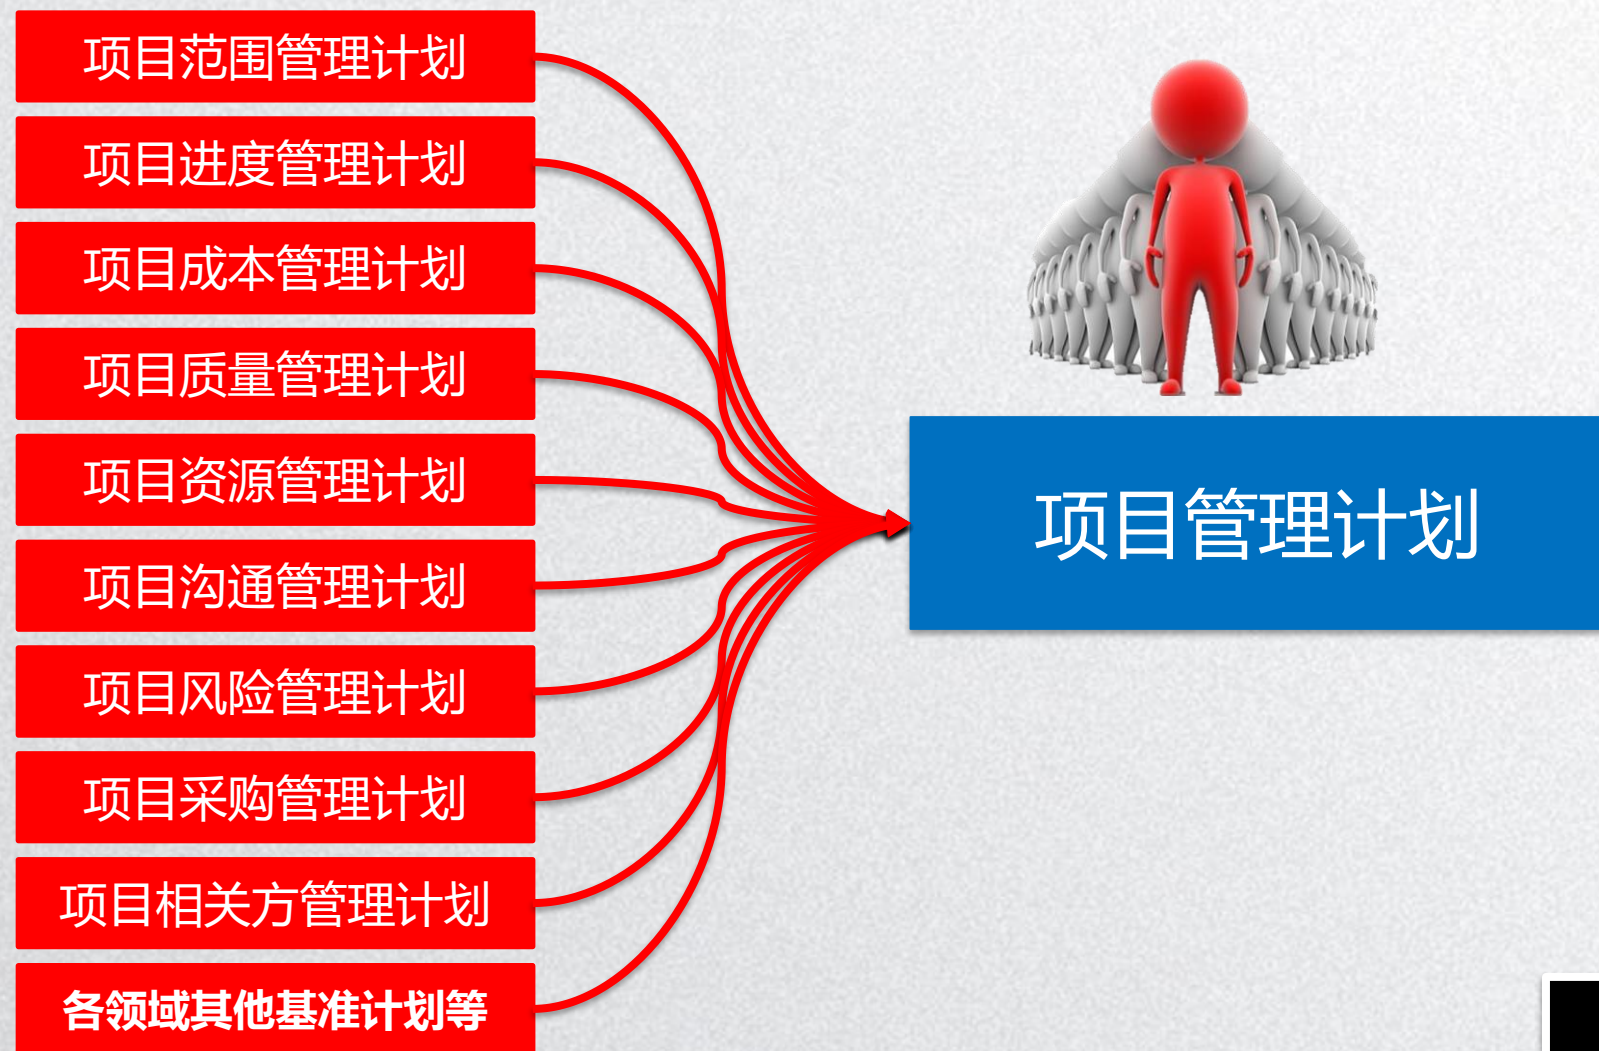 项目范围管理计划
项目进度管理计划
项目成本管理计划
项目质量管理计划
项目资源管理计划
项目沟通管理计划
项目风险管理计划
项目采购管理计划
项目相关方管理计划
各领域其他基准计划等
项目管理计划